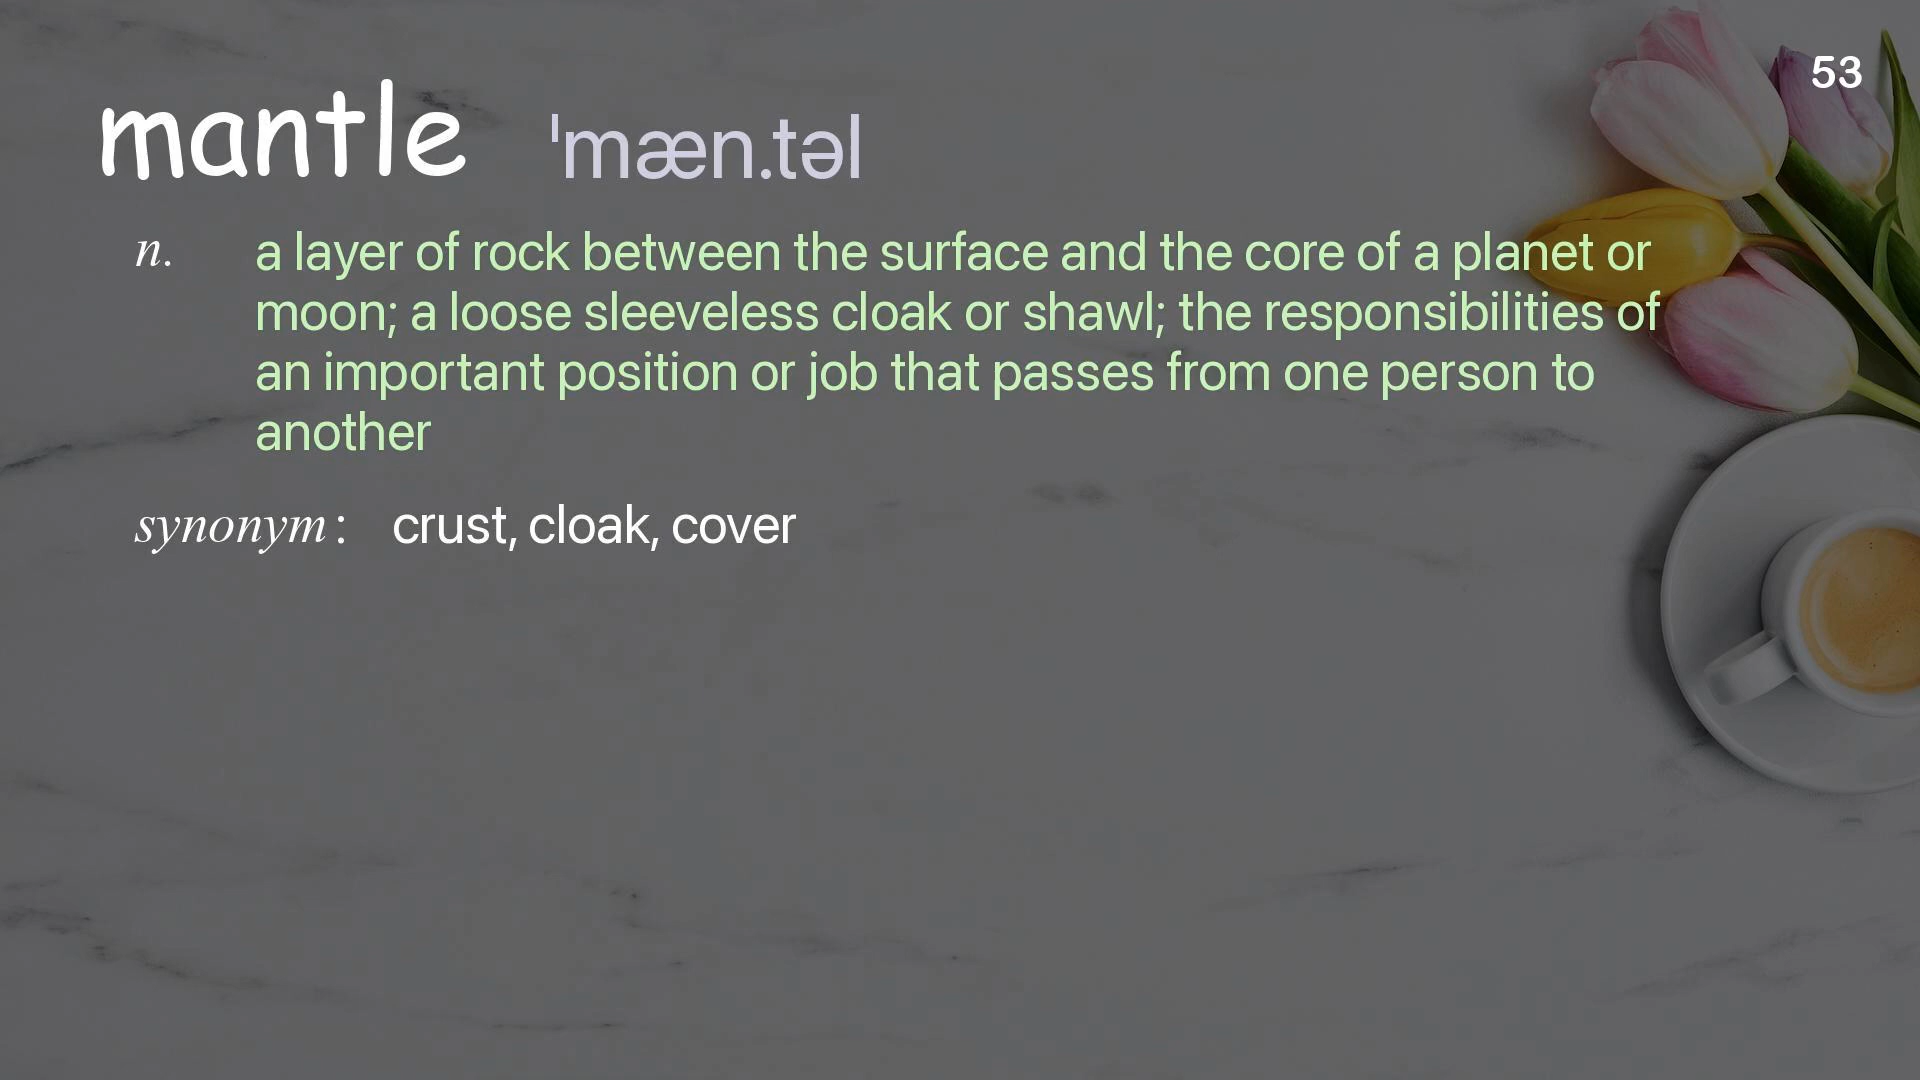 53
mantle ˈmæn.təl
n. a layer of rock between the surface and the core of a planet or
moon; a loose sleeveless cloak or shawl; the responsibilities of
an important position or job that passes from one person to
another
synonym: crust, cloak, cover